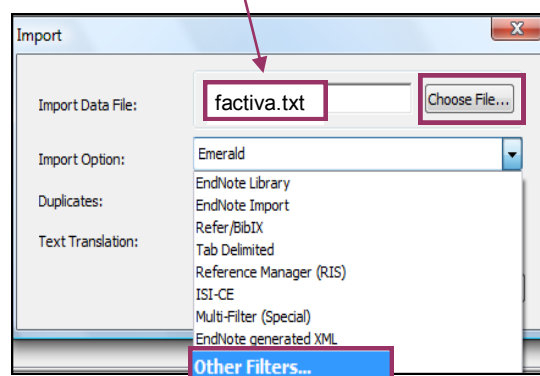 Import
X
Import Data File:
factiva.txt
Choose File...
Import Option:
Emerald
EndNote Library
Duplicates:
EndNote Import
Refer/BibIX
Text Translation:
Tab Delimited
Reference Manager (RIS)
ISI-CE
Multi-Filter (Special)
EndNote generated XML
Other Filters...